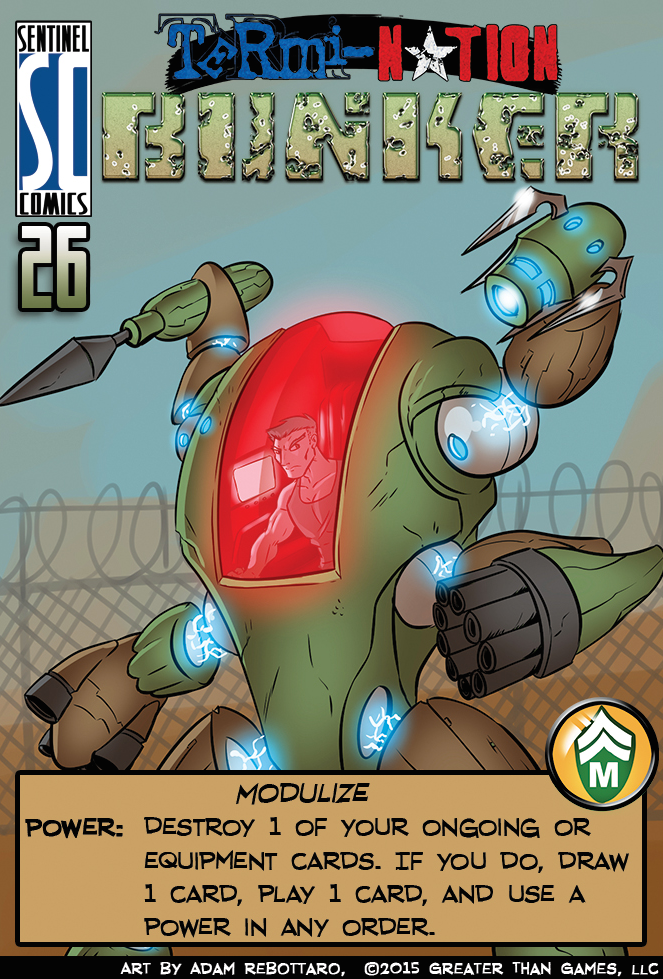 SENTINEL
SC
COMICS
TeRmi-NATION
BUNKER
26
M
MODULIZE
POWER: DESTROY 1 OF YOUR ONGOING OR
EQUIPMENT CARDS. IF YOU DO, DRAW
1 CARD, PLAY 1 CARD, AND USE A
POWER IN ANY ORDER.
ART BY ADAM REBOTTARO, ©2015 GREATER THAN GAMES, LLC